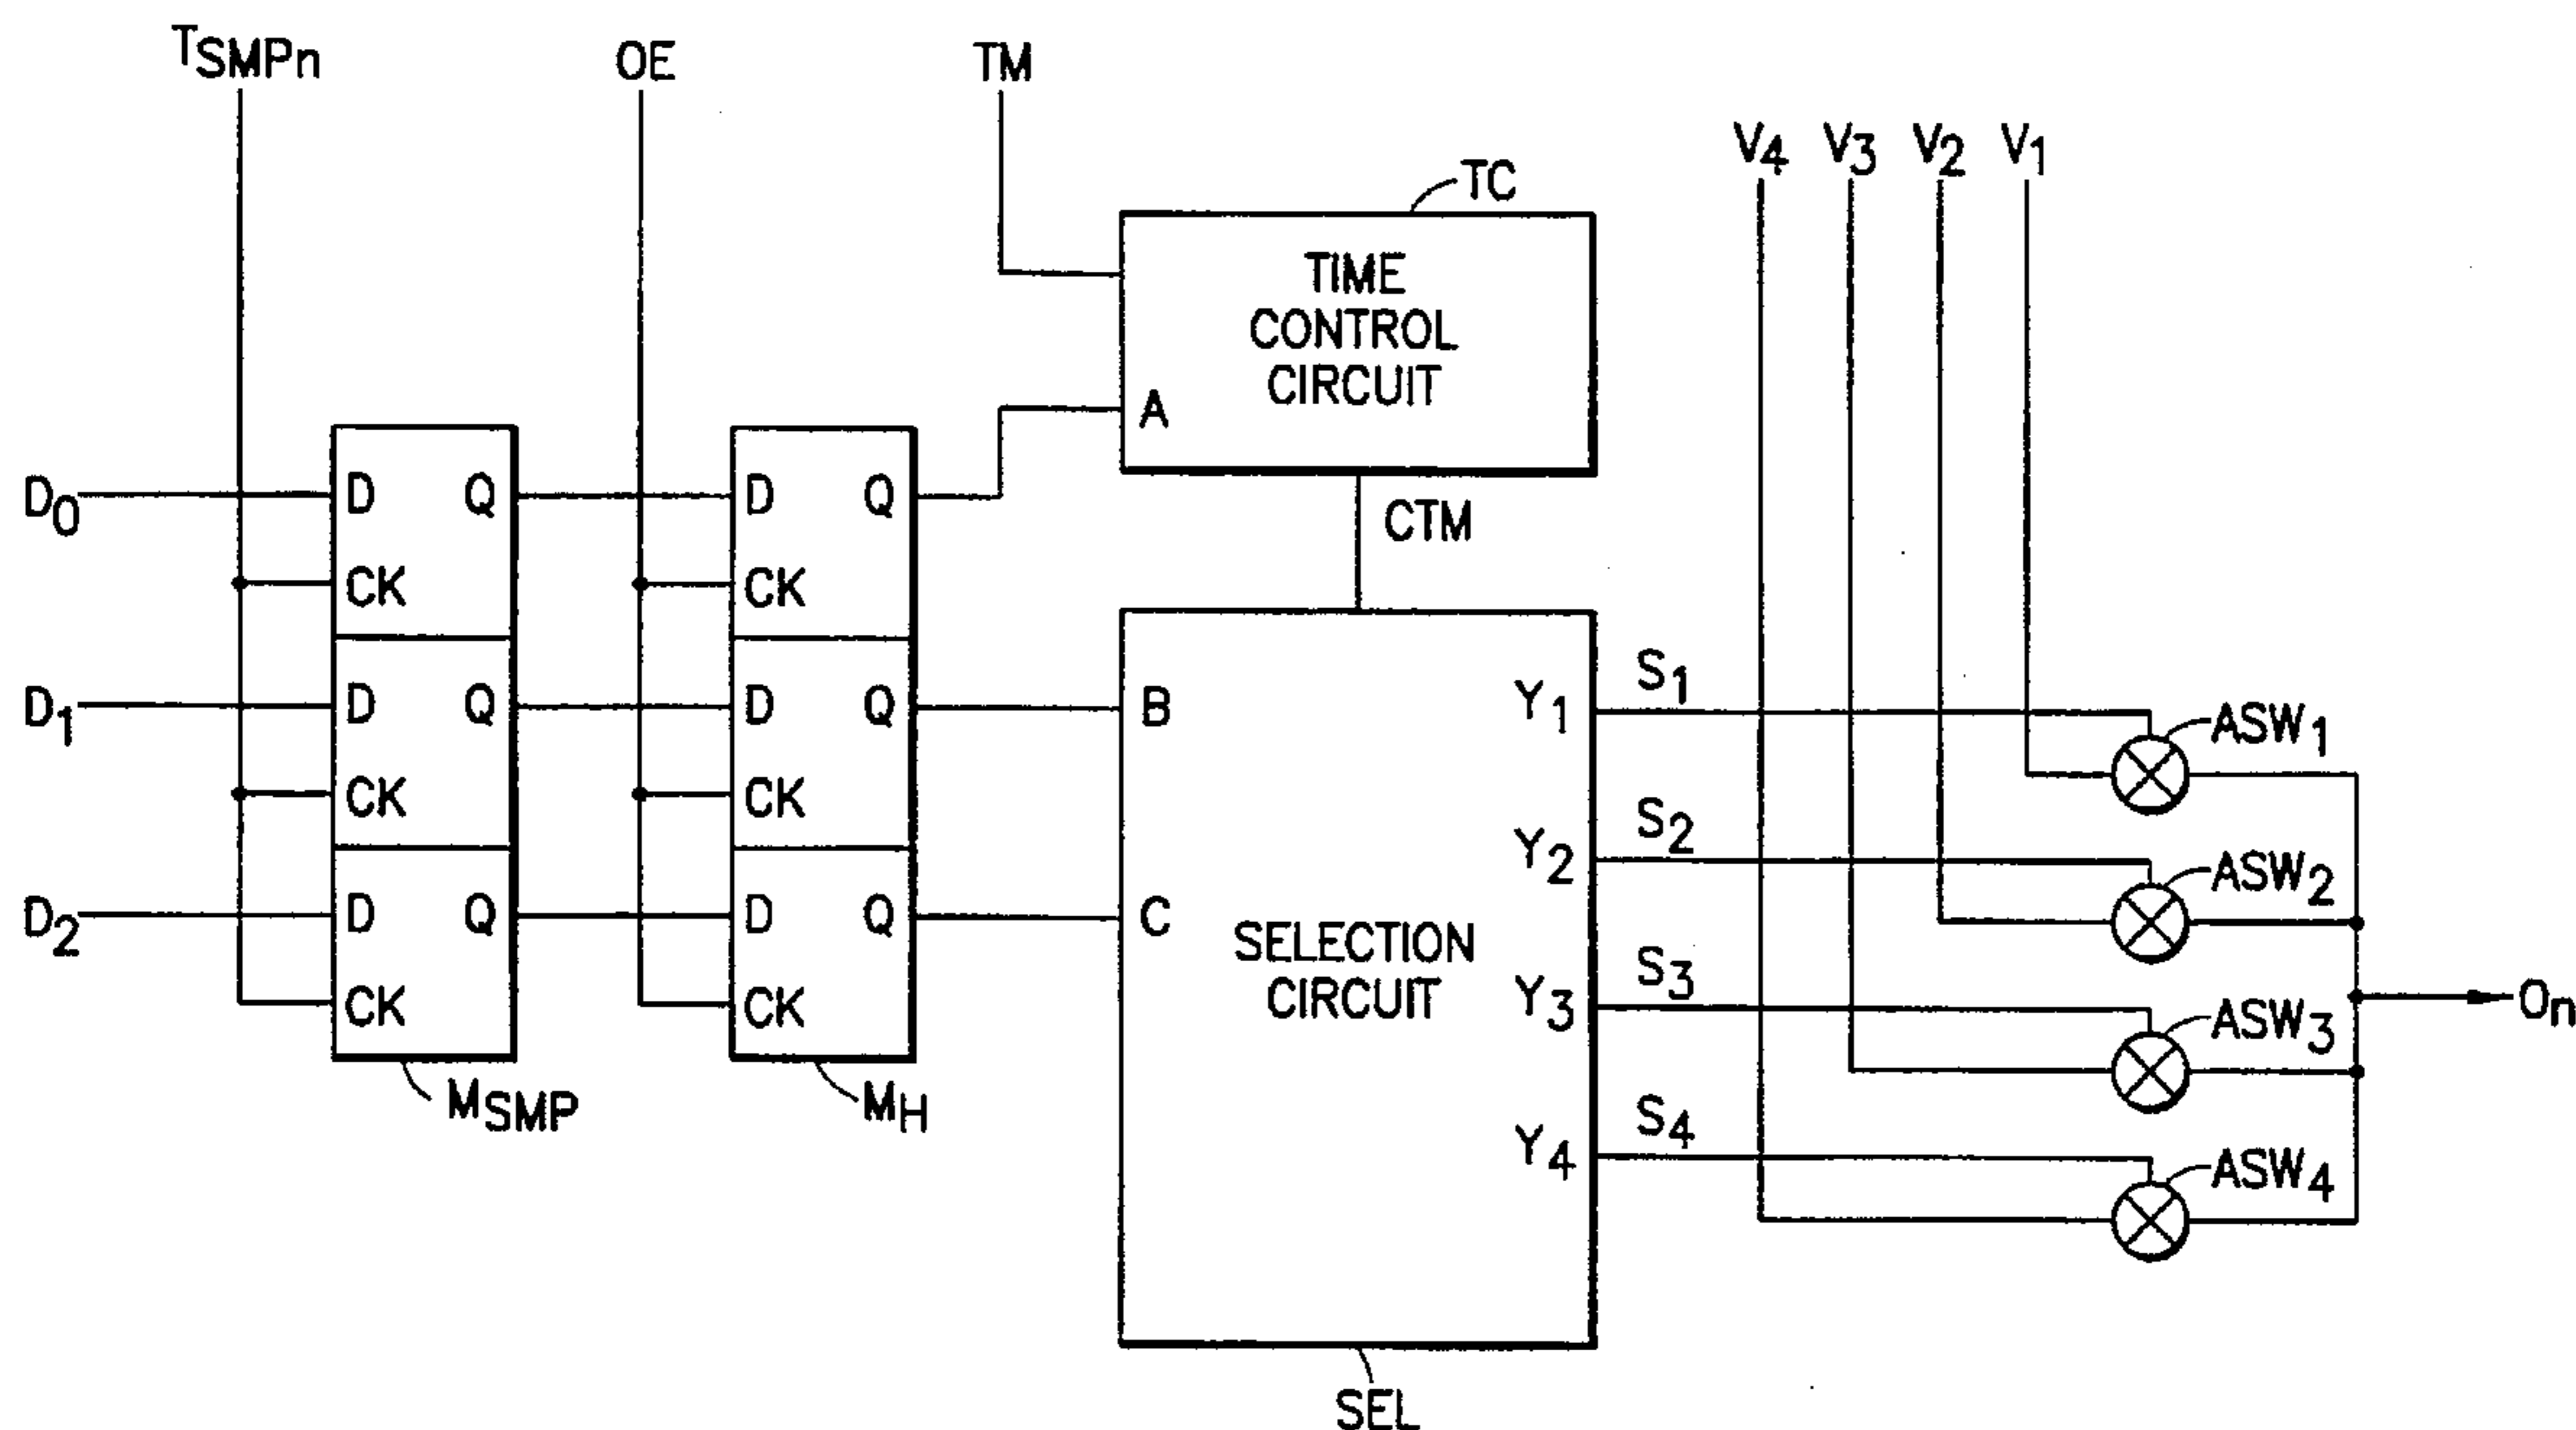 TSMPn
OE
TM
V4 V3 V2 V1
TC
TIME
CONTROL
CIRCUIT
A
CTM
D0
D Q
CK
D Q
CK
D1
D Q
CK
D Q
CK
D2
D Q
CK
D Q
CK
MSMP
MH
B
C
SELECTION
CIRCUIT
SEL
Y1 S1
ASW1
Y2 S2
ASW2
Y3 S3
ASW3
Y4 S4
ASW4
On